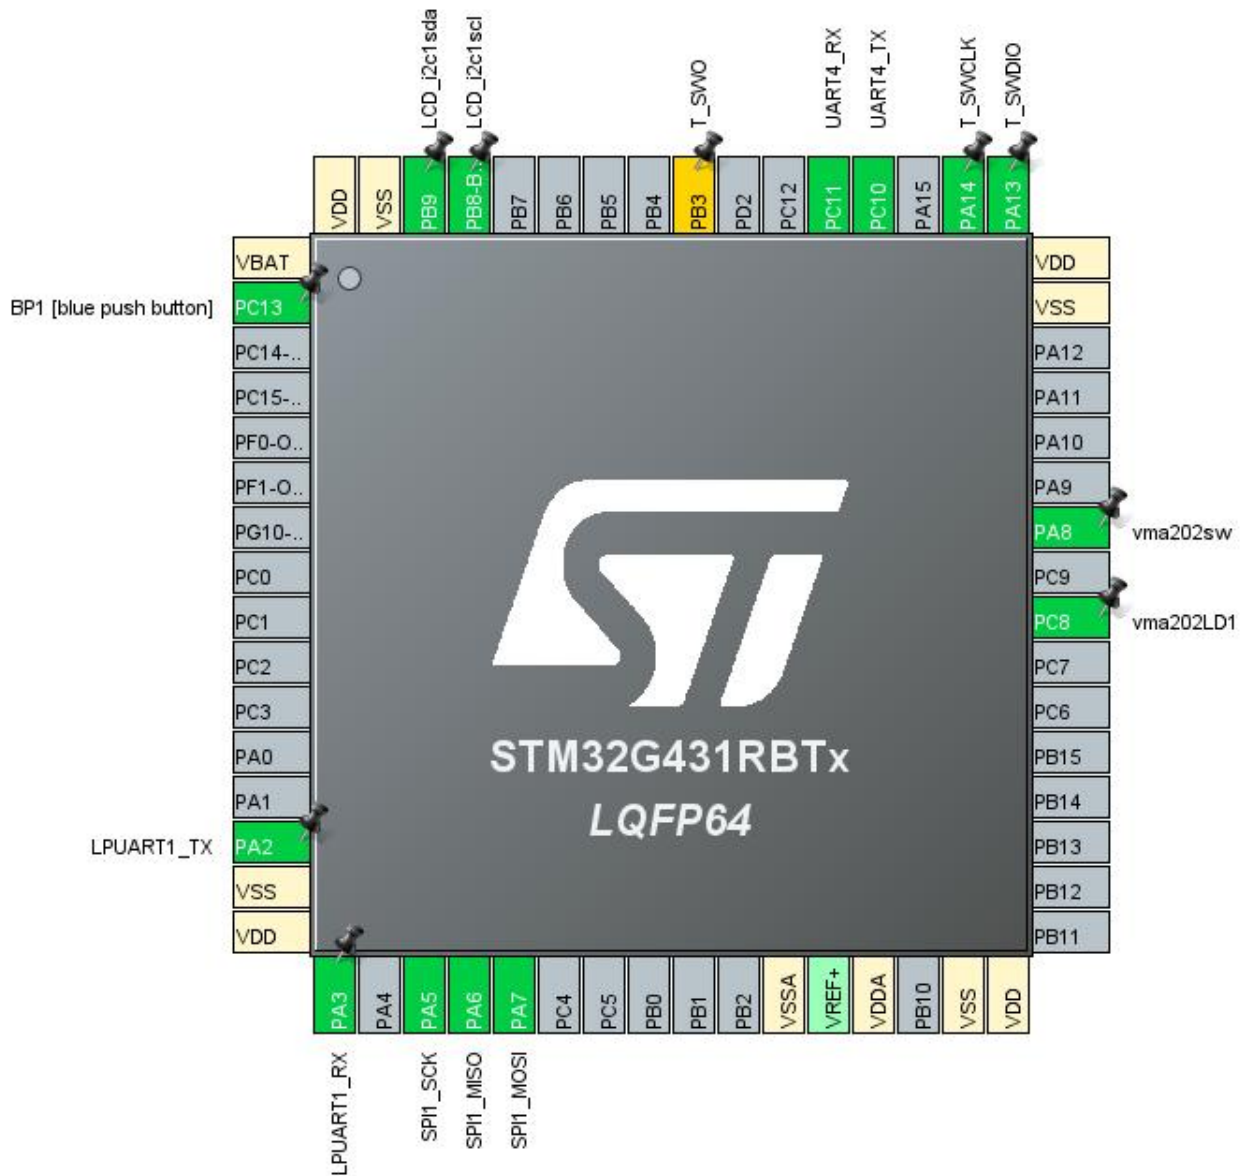 LCD_i2c1sda
LCD_i2c1scl
T_SWO
UART4_RX
UART4_TX
T_SWCLK
T_SWDIO
VDD
VSS
PB9
PB8-B..
PB7
PB6
PB5
PB4
PB3
PD2
PC12
PC11
PC10
PA15
PA14
PA13
VBAT
BP1 [blue push button]
PC13
PC14-..
PC15-..
PF0-O..
PF1-O..
PG10-..
PC0
PC1
PC2
PC3
PA0
PA1
LPUART1_TX
PA2
VSS
VDD
VDD
VSS
PA12
PA11
PA10
PA9
PA8
vma202sw
PC9
PC8
vma202LD1
PC7
PC6
PB15
PB14
PB13
PB12
PB11
ST
STM32G431RBTx
LQFP64
PA3
PA4
PA5
PA6
PA7
PC4
PC5
PB0
PB1
PB2
VSSA
VREF+
VDDA
PB10
VSS
VDD
LPUART1_RX
SPI1_SCK
SPI1_MISO
SPI1_MOSI